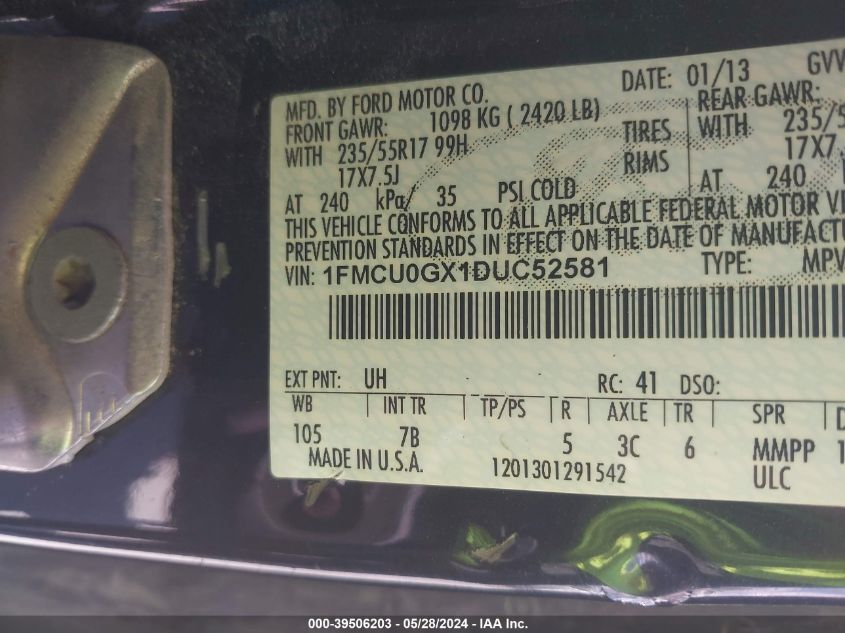 MFD. BY FORD MOTOR CO. DATE: 01/13
FRONT GAWR: 1098 KG ( 2420 LB) REAR GAWR:
WITH 235/55R17 99H TIRES WITH
17X7.5J RIMS
AT 240 kPa/ 35 PSI COLD AT 240
THIS VEHICLE CONFORMS TO ALL APPLICABLE FEDERAL MOTOR
PREVENTION STANDARDS IN EFFECT ON THE DATE OF
VIN: 1FMCU0GX1DUC52581 TYPE: MPV
EXT PNT: UH RC: 41 DSO:
WB INT TR TP/PS R AXLE TR SPR
105 7B 5 3C 6 MMPP
MADE IN U.S.A. 1201301291542 ULC
000-39506203 - 05/28/2024 - IAA Inc.